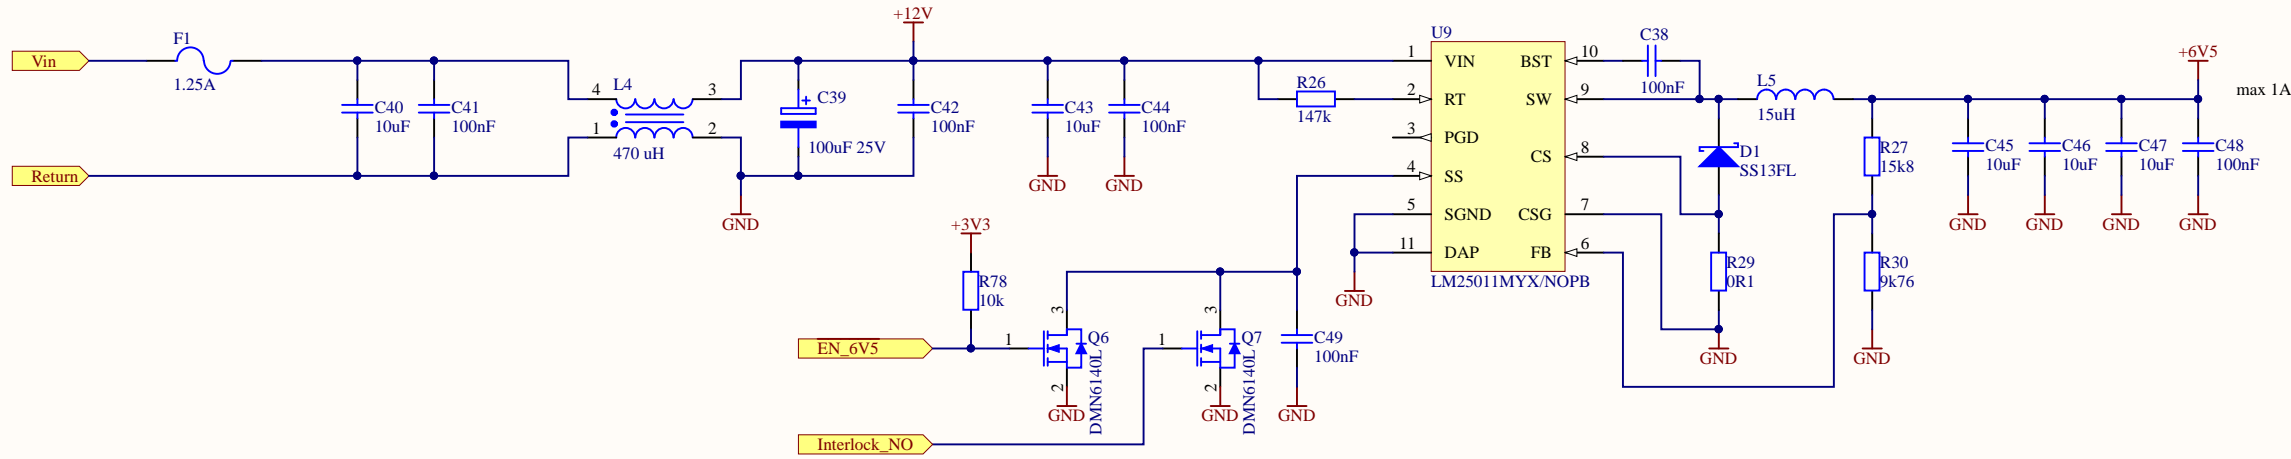 Vin
F1
1.25A
C40
10uF
C41
100nF
4
L4
3
1
2
470 uH
Return
+12V
C39
100uF 25V
C42
100nF
GND
C43
10uF
GND
C44
100nF
GND
R26
147k
U9
1
VIN
2
RT
3
PGD
4
SS
5
SGND
11
DAP
BST
10
SW
9
CS
8
CSG
7
FB
6
LM25011MYX/NOPB
GND
C38
100nF
L5
15uH
D1
SS13FL
R29
0R1
GND
R27
15k8
R30
9k76
GND
C45
10uF
GND
C46
10uF
GND
C47
10uF
GND
C48
100nF
GND
+6V5
max 1A
+3V3
R78
10k
EN_6V5
1
3
2
Q6
DMN6140L
GND
1
3
2
Q7
DMN6140L
GND
C49
100nF
GND
Interlock_NO